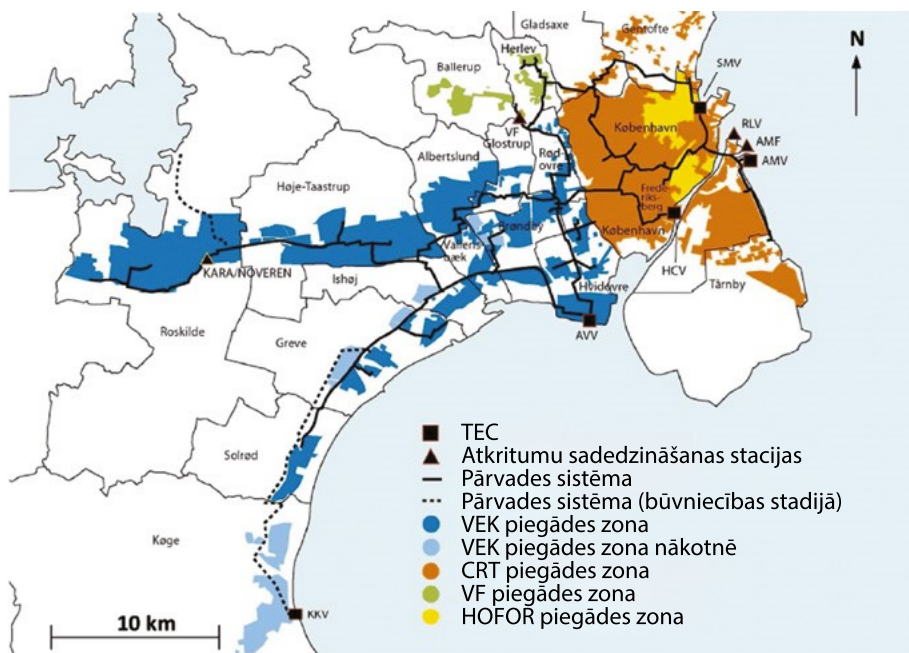 Gladsaxe
Gentofte
Herlev
Ballerup
SMV
N
København
RLV
AMF
AMV
VF
Glostrup
Rød-
ovre
Albertslund
Høje-Taastrup
Frede-
riks-
berg
København
Brøndby
Vallens-
bæk
KARA/NOVEREN
Ishøj
HCV
Hvidovre
Tårnby
AVV
Roskilde
Greve
Solrød
Køge
KKV
10 km
TEC
Atkritumu sadedzināšanas stacijas
Pārvades sistēma
Pārvades sistēma (būvniecības stadijā)
VEK piegādes zona
VEK piegādes zona nākotnē
CRT piegādes zona
VF piegādes zona
HOFOR piegādes zona